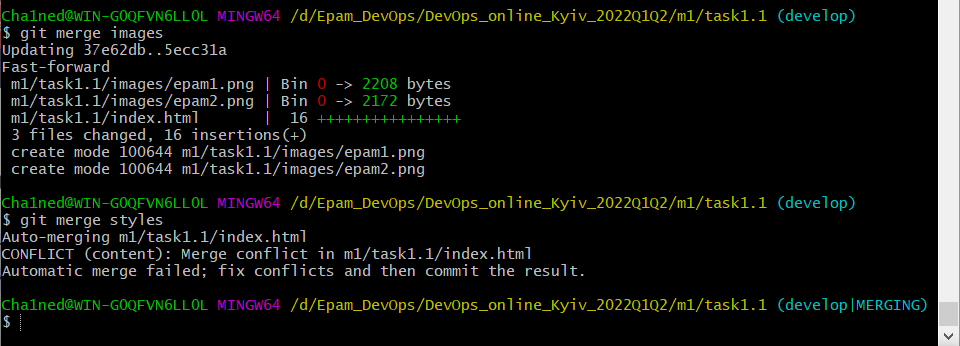 Cha1ned@WIN-GOQFVN6LLOL MINGW64 /d/Epam_DevOps/DevOps_online_Kyiv_2022Q1Q2/m1/task1.1 (develop)
$ git merge images
Updating 37e62db..5ecc31a
Fast-forward
 m1/task1.1/images/epam1.png | Bin 0 -> 2208 bytes
 m1/task1.1/images/epam2.png | Bin 0 -> 2172 bytes
 m1/task1.1/index.html       |  16 ++++++++++++++++
 3 files changed, 16 insertions(+)
 create mode 100644 m1/task1.1/images/epam1.png
 create mode 100644 m1/task1.1/images/epam2.png
Cha1ned@WIN-GOQFVN6LLOL MINGW64 /d/Epam_DevOps/DevOps_online_Kyiv_2022Q1Q2/m1/task1.1 (develop)
$ git merge styles
Auto-merging m1/task1.1/index.html
CONFLICT (content): Merge conflict in m1/task1.1/index.html
Automatic merge failed; fix conflicts and then commit the result.
Cha1ned@WIN-GOQFVN6LLOL MINGW64 /d/Epam_DevOps/DevOps_online_Kyiv_2022Q1Q2/m1/task1.1 (develop|MERGING)
$